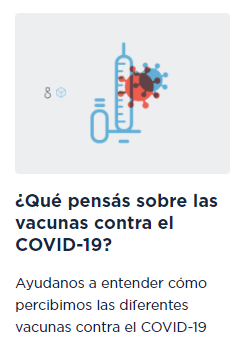 ¿Qué pensás sobre las
vacunas contra el
COVID-19?
Ayudanos a entender cómo
percibimos las diferentes
vacunas contra el COVID-19